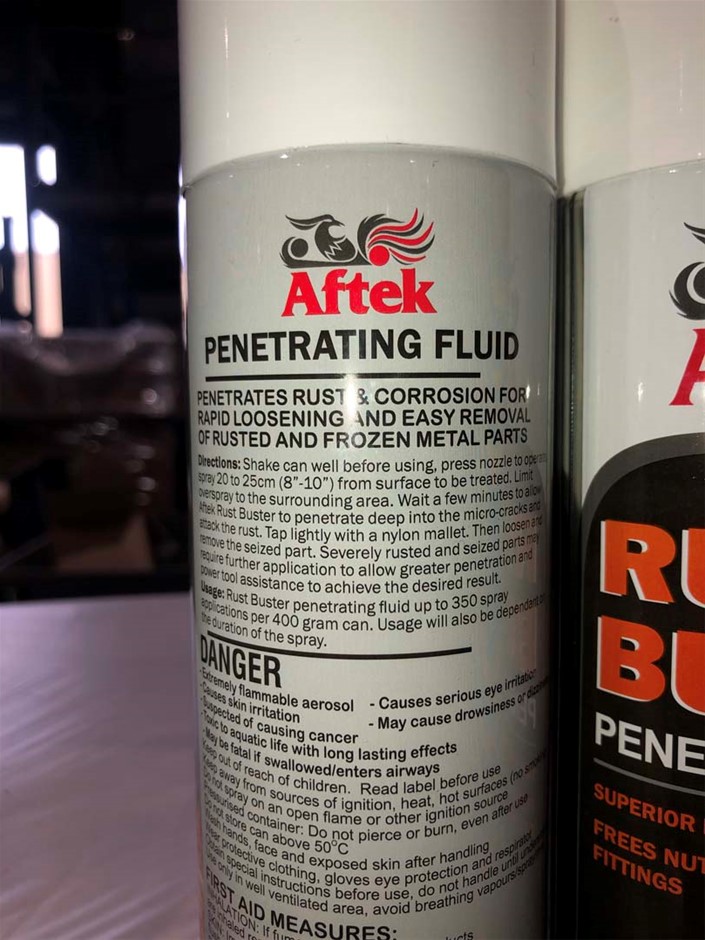 Aftek
PENETRATING FLUID
PENETRATES RUST & CORROSION FOR
RAPID LOOSENING AND EASY REMOVAL
OF RUSTED AND FROZEN METAL PARTS
Directions: Shake can well before using, press nozzle to
spray 20 to 25cm (8"-10") from surface to be treated. Limit
overspray to the surrounding area. Wait a few minutes to allow
Aftek Rust Buster to penetrate deep into the micro-cracks and
attack the rust. Tap lightly with a nylon mallet. Then loosen and
remove the seized part. Severely rusted and seized parts may
require further application to allow greater penetration and
power tool assistance to achieve the desired result.
Usage: Rust Buster penetrating fluid up to 350 spray
applications per 400 gram can. Usage will also be dependant
the duration of the spray.
DANGER
- Extremely flammable aerosol
- Causes skin irritation
- Suspected of causing cancer
- Toxic to aquatic life with long lasting effects
- May be fatal if swallowed/enters airways
- Causes serious eye irritation
- May cause drowsiness or
Keep out of reach of children. Read label before use
Keep away from sources of ignition, heat, hot surfaces (no smoking
Do not spray on an open flame or other ignition source
Pressurised container: Do not pierce or burn, even after use
Do not store can above 50°C
Wash hands, face and exposed skin after handling
Wear protective clothing, gloves eye protection and respirator
Obtain special instructions before use, do not handle until
Use only in well ventilated area, avoid breathing vapours/spray
FIRST AID MEASURES:
INHALATION: If
inhaled
A
RU
BU
PENE
SUPERIOR
FREES NUT
FITTINGS